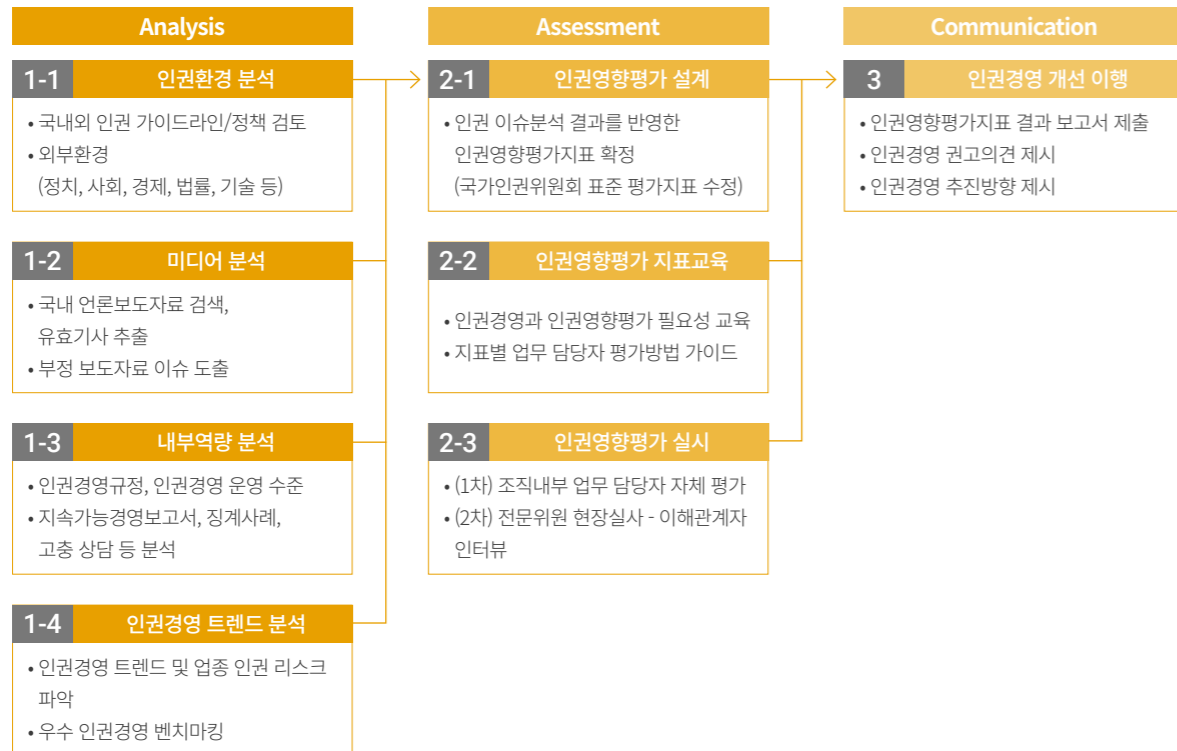 Analysis
1-1 인권환경 분석
• 국내외 인권 가이드라인/정책 검토
• 외부환경
(정치, 사회, 경제, 법률, 기술 등)
1-2 미디어 분석
• 국내 언론보도자료 검색,
유효기사 추출
• 부정 보도자료 이슈 도출
1-3 내부역량 분석
• 인권경영규정, 인권경영 운영 수준
• 지속가능경영보고서, 징계사례,
고충 상담 등 분석
1-4 인권경영 트렌드 분석
• 인권경영 트렌드 및 업종 인권 리스크
파악
• 우수 인권경영 벤치마킹
Assessment
2-1 인권영향평가 설계
• 인권 이슈분석 결과를 반영한
인권영향평가지표 확정
(국가인권위원회 표준 평가지표 수정)
2-2 인권영향평가 지표교육
• 인권경영과 인권영향평가 필요성 교육
• 지표별 업무 담당자 평가방법 가이드
2-3 인권영향평가 실시
• (1차) 조직내부 업무 담당자 자체 평가
• (2차) 전문위원 현장실사 - 이해관계자
인터뷰
Communication
3 인권경영 개선 이행
• 인권영향평가지표 결과 보고서 제출
• 인권경영 권고의견 제시
• 인권경영 추진방향 제시